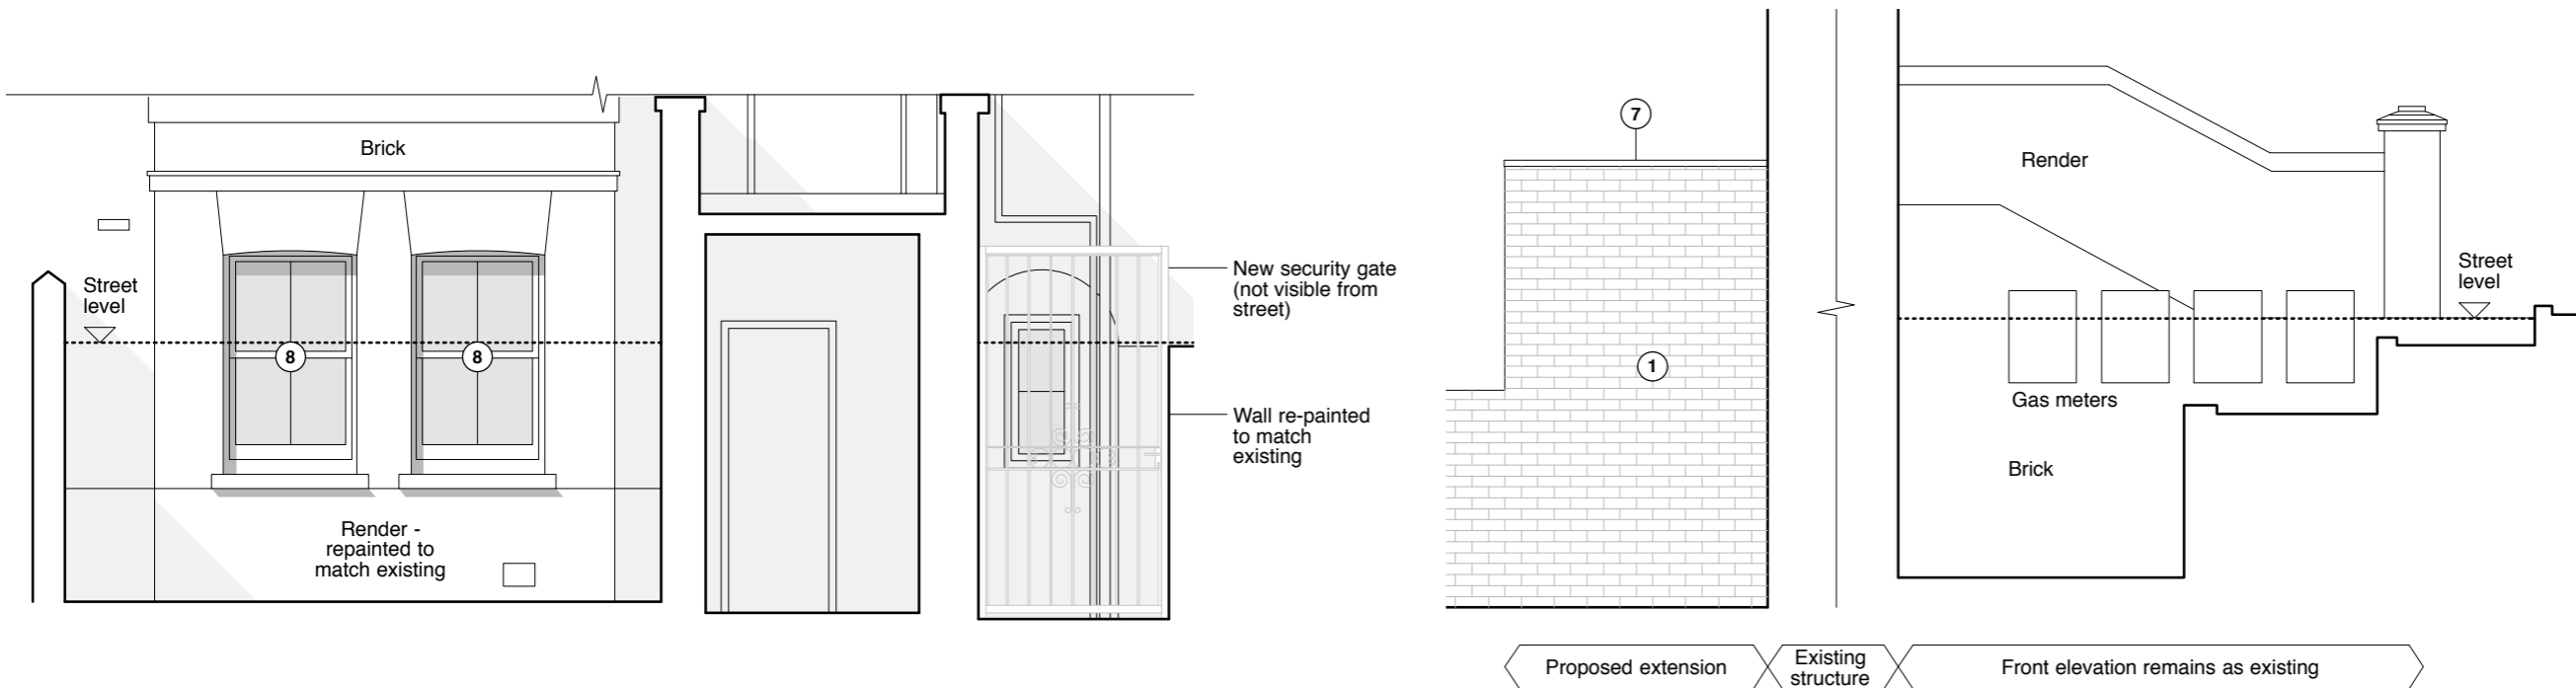 Brick
Street
level
8
8
Render -
repainted to
match existing
New security gate
(not visible from
street)
Wall re-painted
to match
existing
7
1
Render
Street
level
Gas meters
Brick
Proposed extension
Existing
structure
Front elevation remains as existing